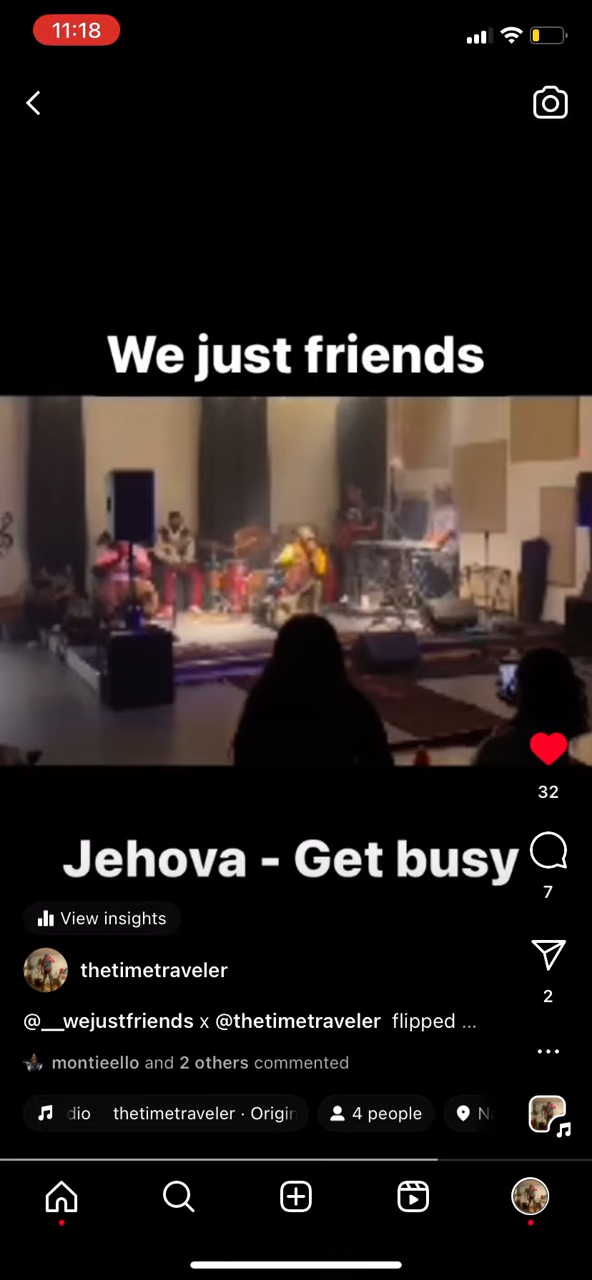 11:18
We just friends
Jehova - Get busy
32
7
2
View insights
thetimetraveler
@__wejustfriends x @thetimetraveler flipped ...
montieello and 2 others commented
dio thetimetraveler · Origin
4 people
N